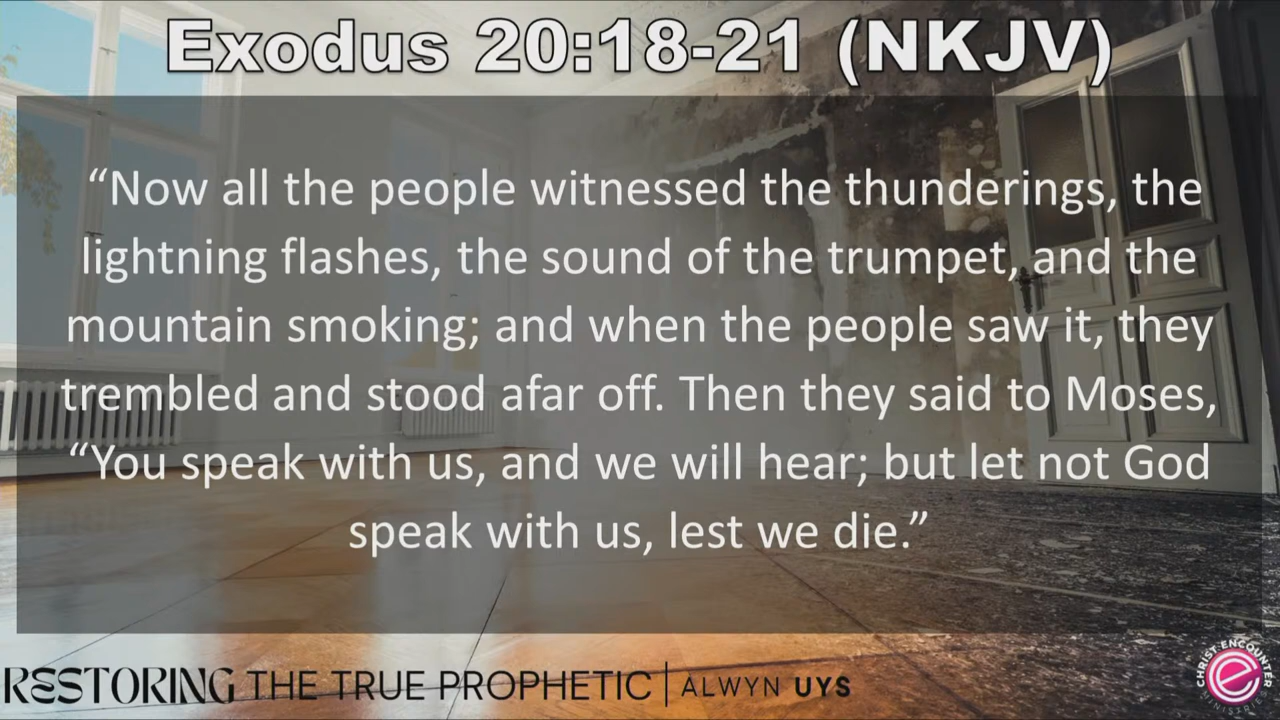 Exodus 20:18-21 (NKJV)
“Now all the people witnessed the thunderings, the
lightning flashes, the sound of the trumpet, and the
mountain smoking; and when the people saw it, they
trembled and stood afar off. Then they said to Moses,
“You speak with us, and we will hear; but let not God
speak with us, lest we die.”
RESTORING THE TRUE PROPHETIC | ALWYN UYS
CHRIST ENCOUNTER
MINISTRIES